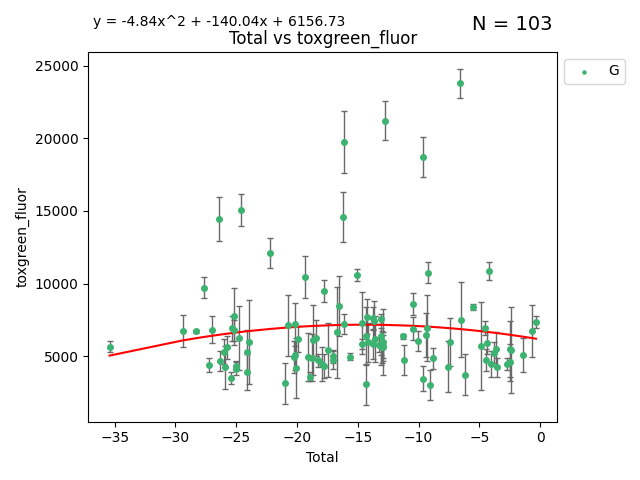 y = -4.84x^2 + -140.04x + 6156.73
N = 103
Total vs toxgreen_fluor
G
25000
20000
15000
10000
5000
toxgreen_fluor
−35 −30 −25 −20 −15 −10 −5 0
Total